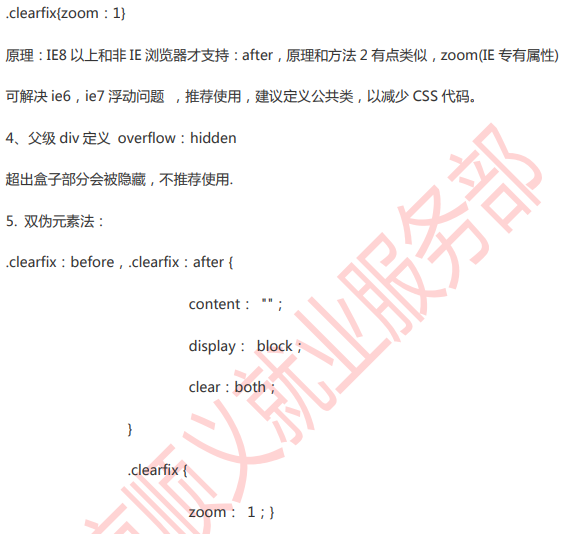 .clearfix{zoom：1}
原理：IE8 以上和非 IE 浏览器才支持：after，原理和方法 2 有点类似，zoom(IE 专有属性)
可解决 ie6，ie7 浮动问题 ，推荐使用，建议定义公共类，以减少 CSS 代码。
4、父级 div 定义 overflow：hidden
超出盒子部分会被隐藏，不推荐使用.
5. 双伪元素法：
.clearfix：before，.clearfix：after {
content： ""；
display： block；
clear：both；
}
.clearfix {
zoom： 1；}
顺义就业服务部